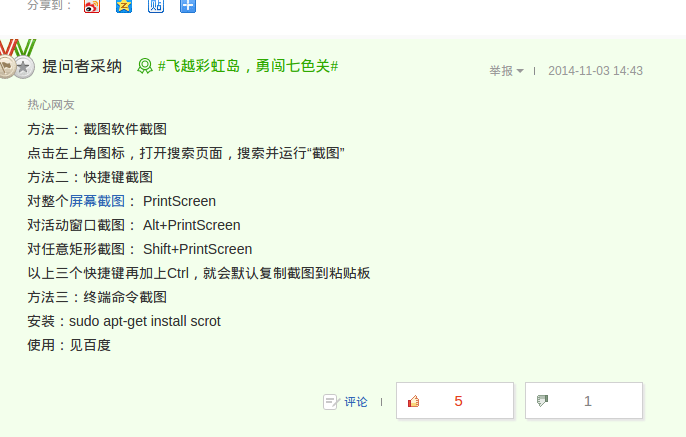 分享到：
贴
提问者采纳 #飞越彩虹岛，勇闯七色关# 举报 2014-11-03 14:43
热心网友
方法一：截图软件截图
点击左上角图标，打开搜索页面，搜索并运行“截图”
方法二：快捷键截图
对整个屏幕截图： PrintScreen
对活动窗口截图： Alt+PrintScreen
对任意矩形截图： Shift+PrintScreen
以上三个快捷键再加上Ctrl，就会默认复制截图到粘贴板
方法三：终端命令截图
安装：sudo apt-get install scrot
使用：见百度
评论 5 1